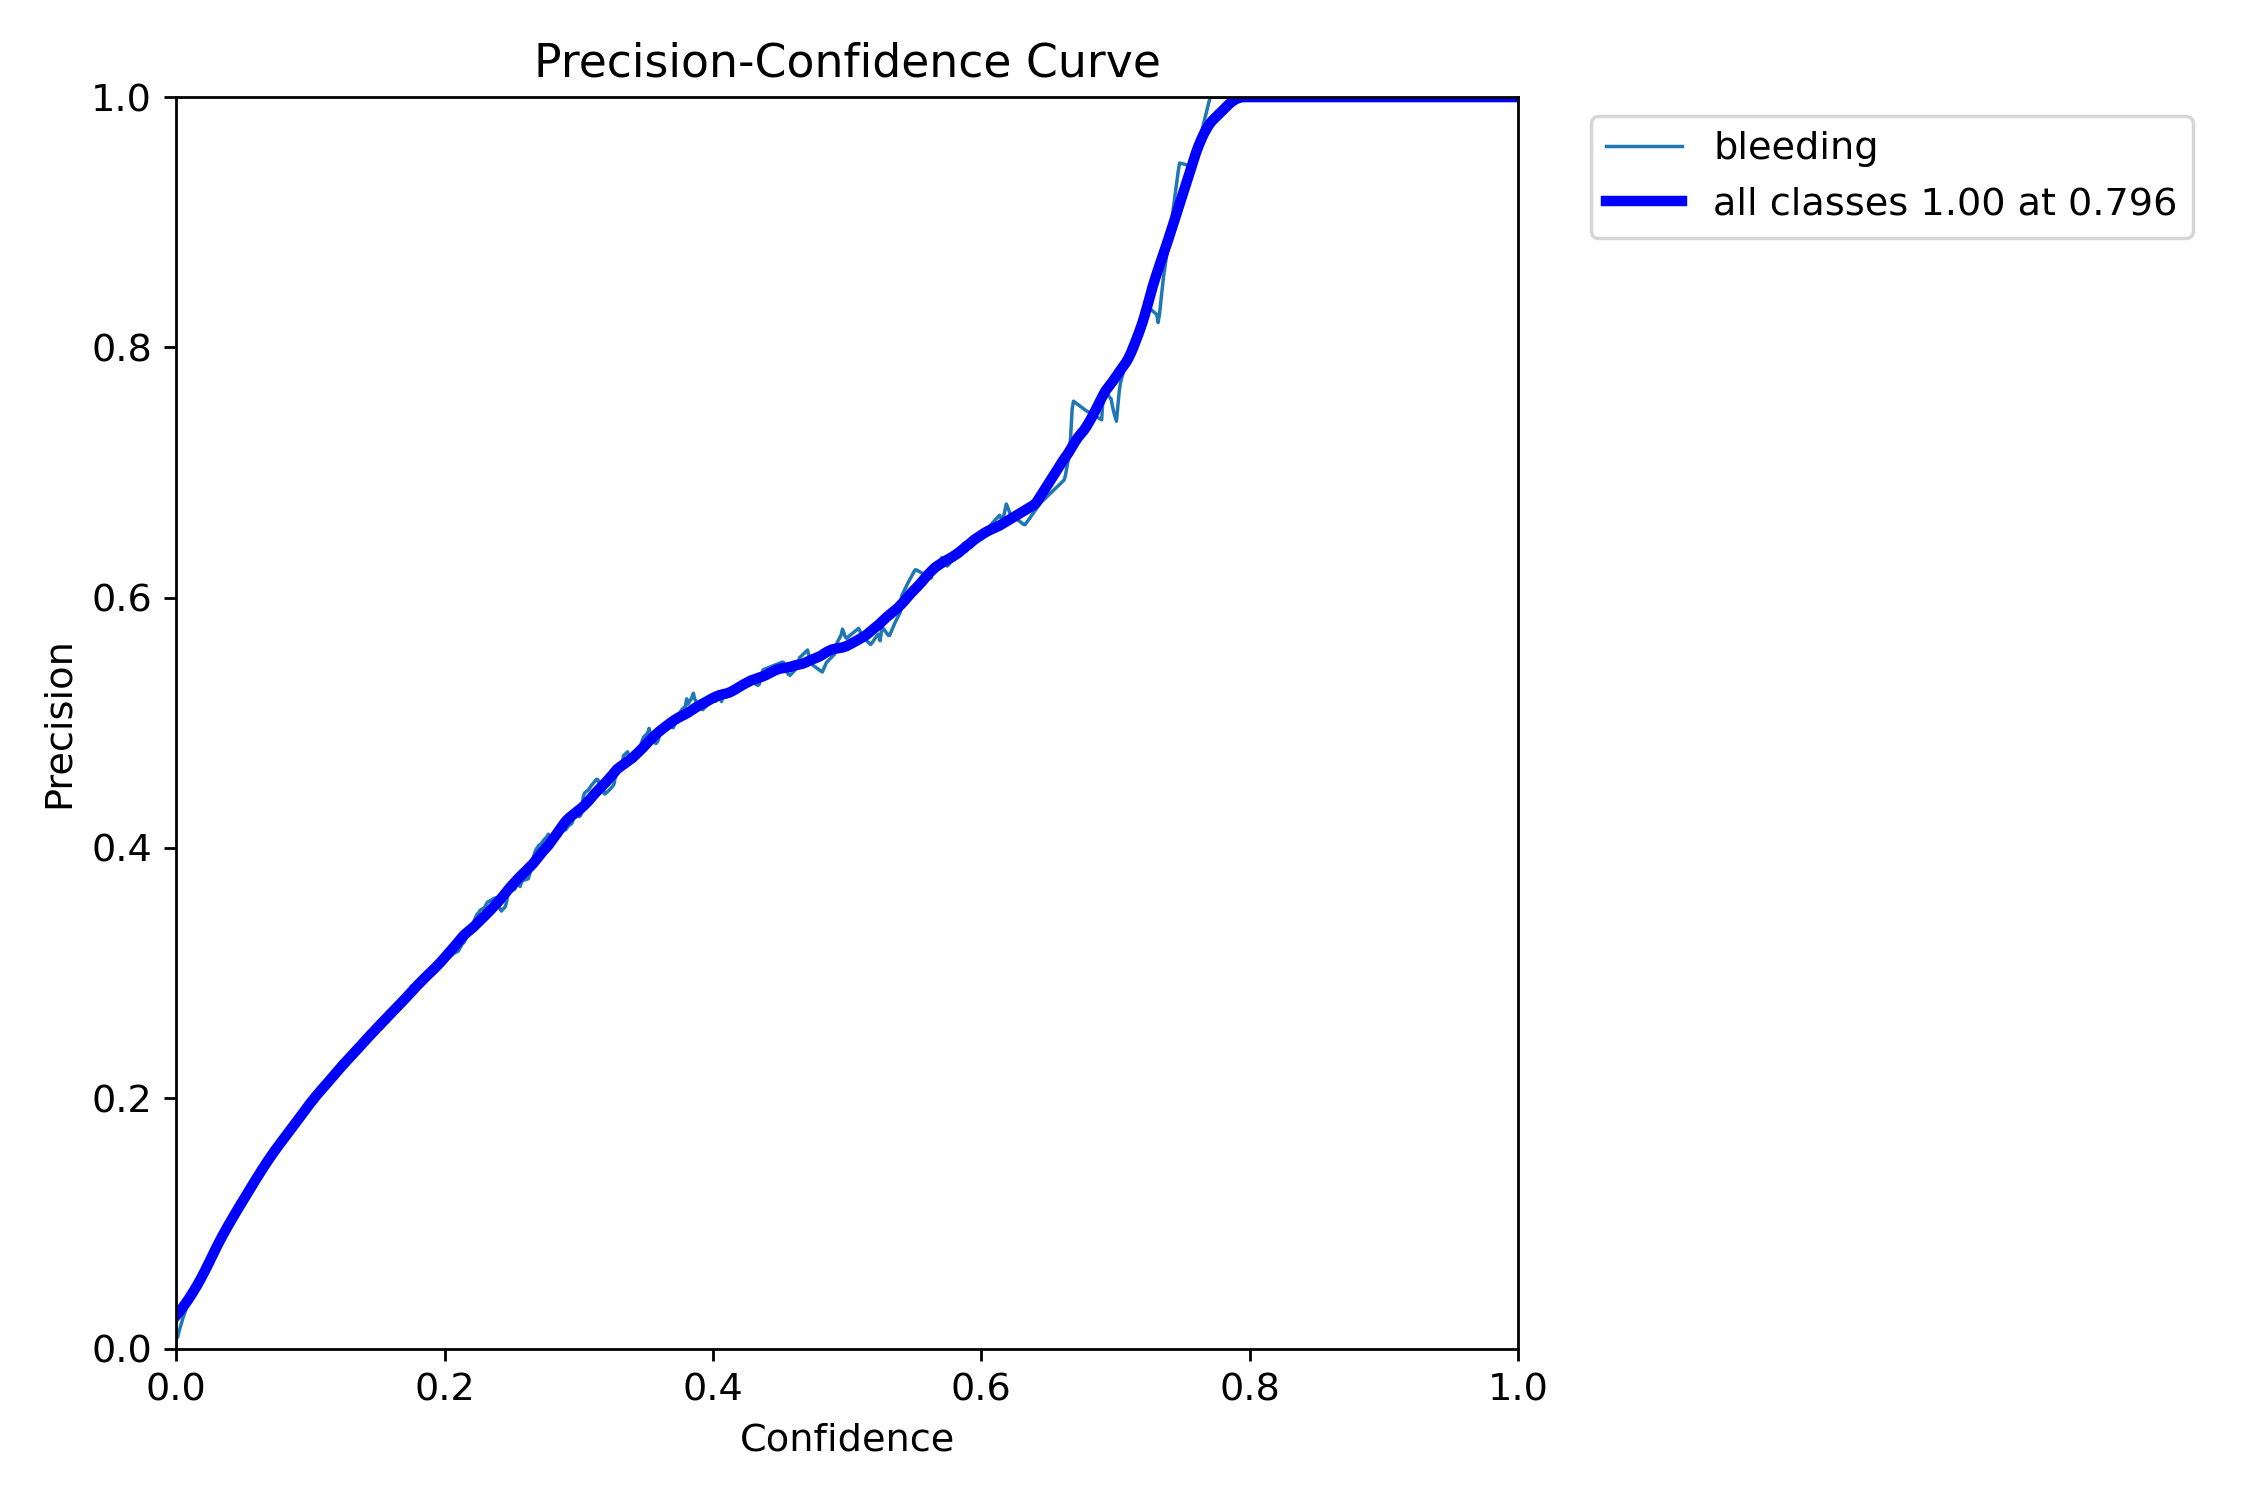 Precision-Confidence Curve
1.0
0.8
0.6
0.4
0.2
0.0
Precision
0.0 0.2 0.4 0.6 0.8 1.0
Confidence
bleeding
all classes 1.00 at 0.796